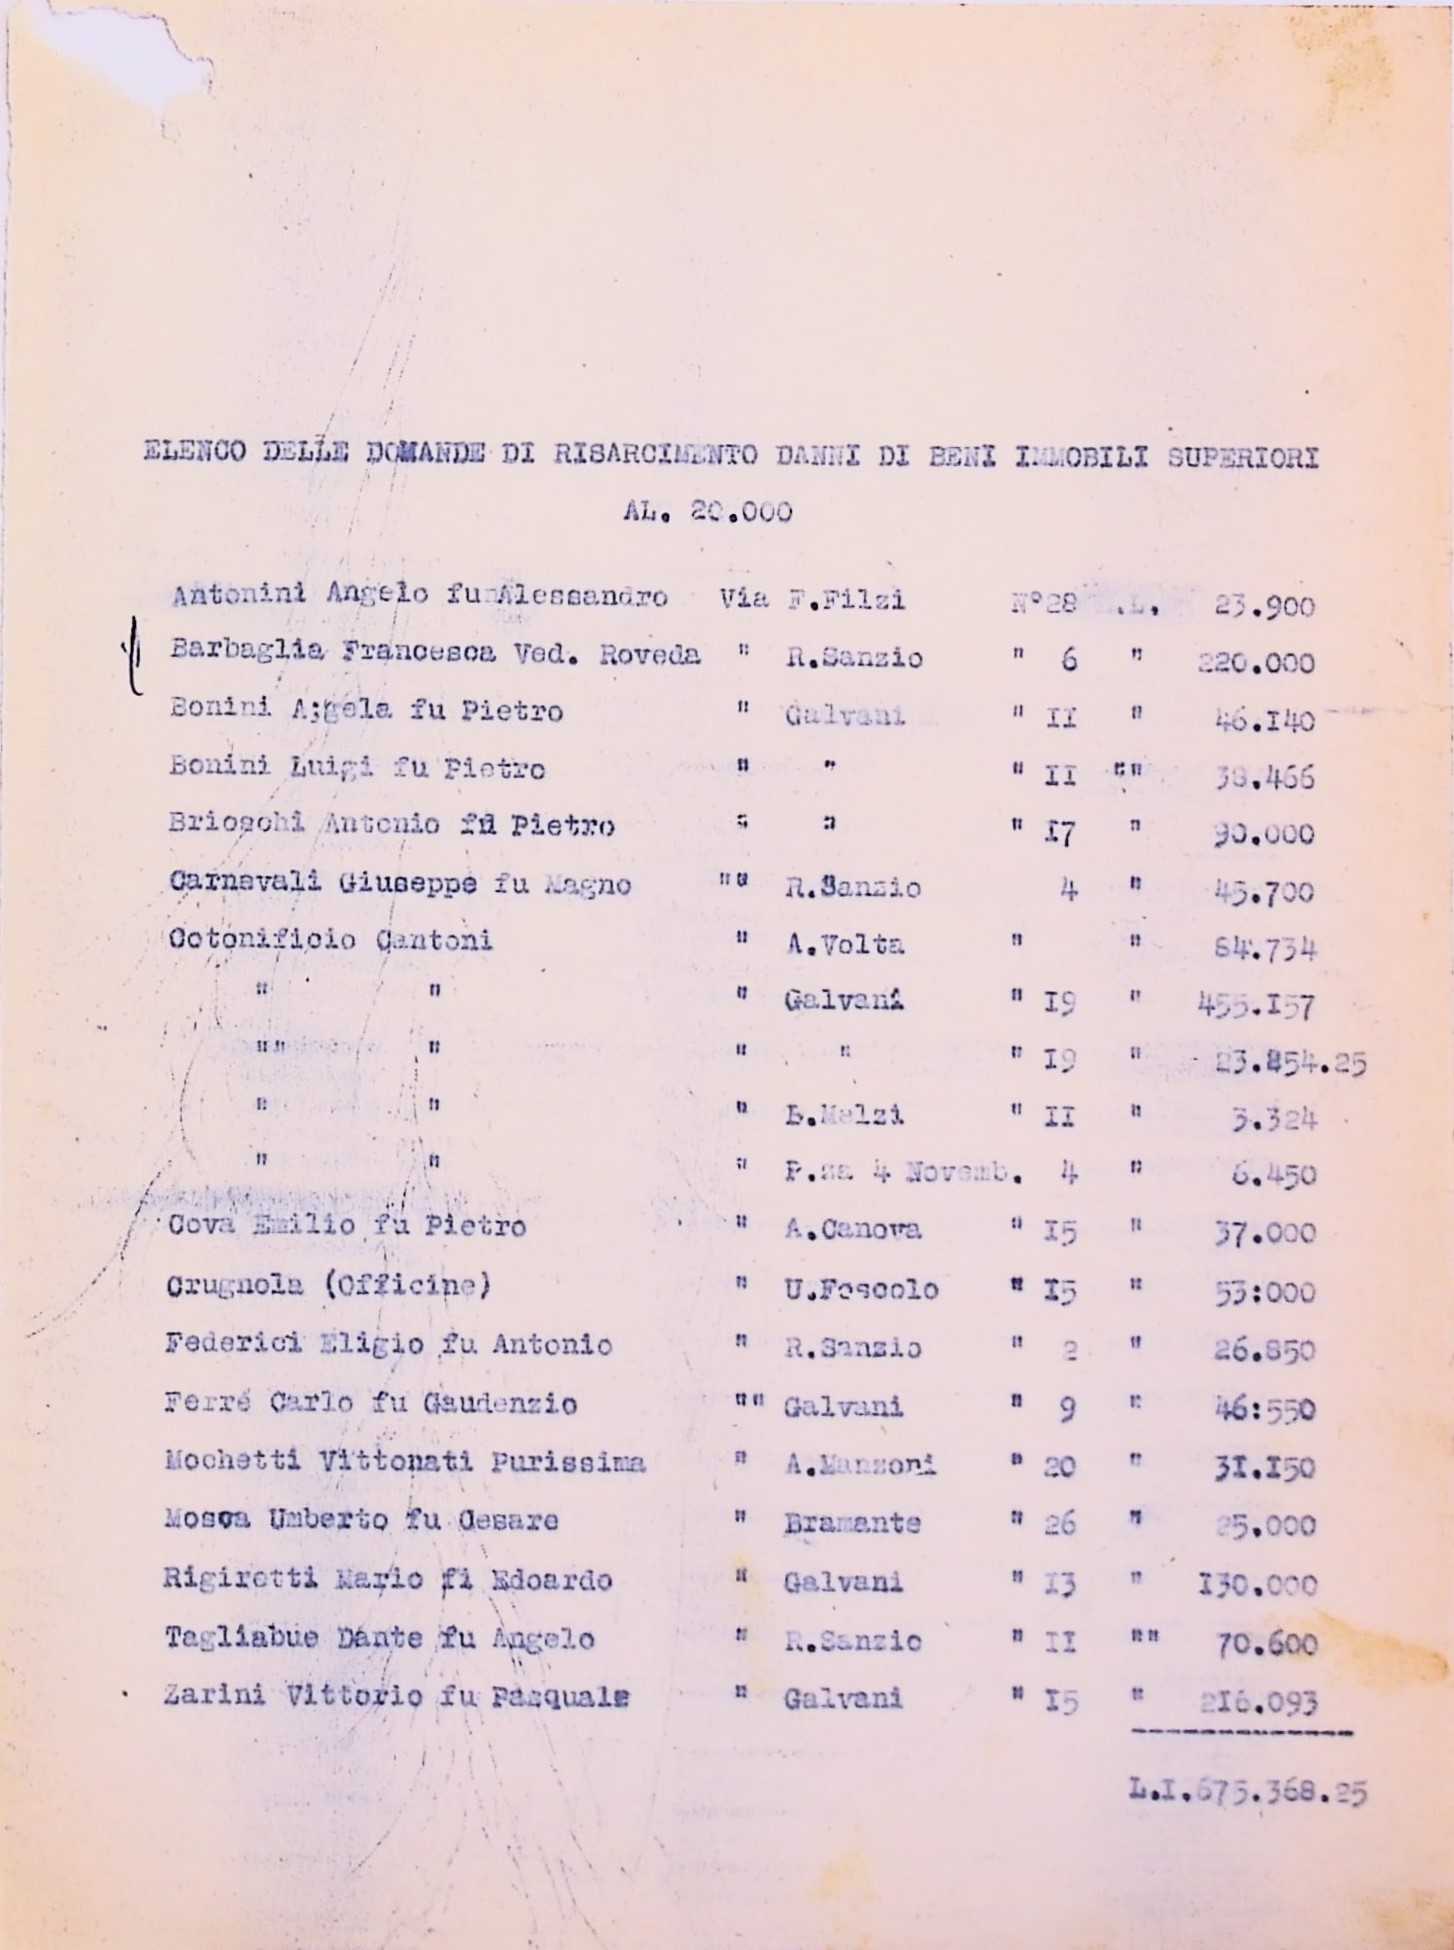 ELENCO DELLE DOMANDE DI RISARCIMENTO DANNI DI BENI IMMOBILI SUPERIORI
AL. 20.000
Antonini Angelo fu Alessandro Via F.Filzi N°28 .L. 23.900
Barbaglia Francesca Ved. Roveda " R.Sanzio " 6 " 220.000
Bonini A;gela fu Pietro " Galvani " II " 46.I40
Bonini Luigi fu Pietro " " " II "" 38.466
Brioschi Antonio fu Pietro " " " I7 " 90.000
Carnevali Giuseppe fu Magno "" R.Sanzio 4 " 45.700
Cotonificio Cantoni " A.Volta " " 84.734
" " " Galvani " I9 " 455.I57
"" " " " " I9 " 23.254.25
" " " B.Melzi " II " 3.324
" " " P.za 4 Novemb. 4 " 6.450
Cova Emilio fu Pietro " A.Canova " I5 " 37.000
Crugnola (Officine) " U.Foscolo " I5 " 53:000
Federici Eligio fu Antonio " R.Sanzio " 2 " 26.850
Ferré Carlo fu Gaudenzio "" Galvani " 9 " 46:550
Mochetti Vittonati Purissima " A.Manzoni " 20 " 3I.I50
Mosca Umberto fu Cesare " Bramante " 26 " 25.000
Rigirotti Mario fi Edoardo " Galvani " I3 " I30.000
Tagliabue Dante fu Angelo " R.Sanzio " II "" 70.600
Zarini Vittorio fu Pasquale " Galvani " I5 " 2I6.093
-------------
L.I.675.368.25